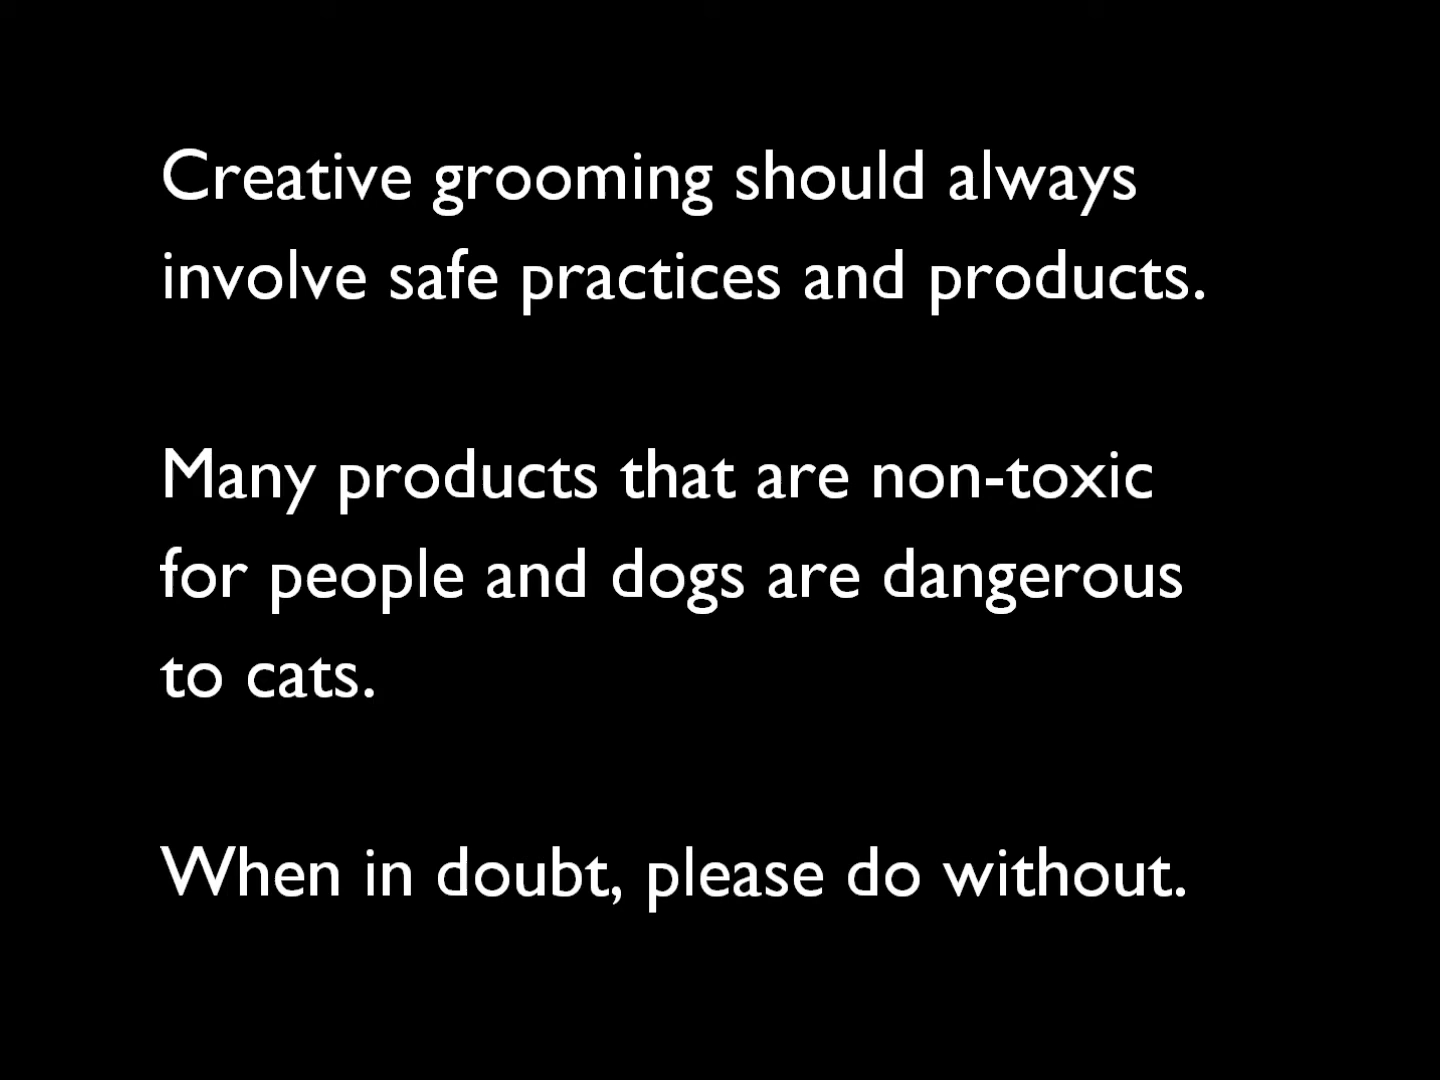 Creative grooming should always
involve safe practices and products.
Many products that are non-toxic
for people and dogs are dangerous
to cats.
When in doubt, please do without.